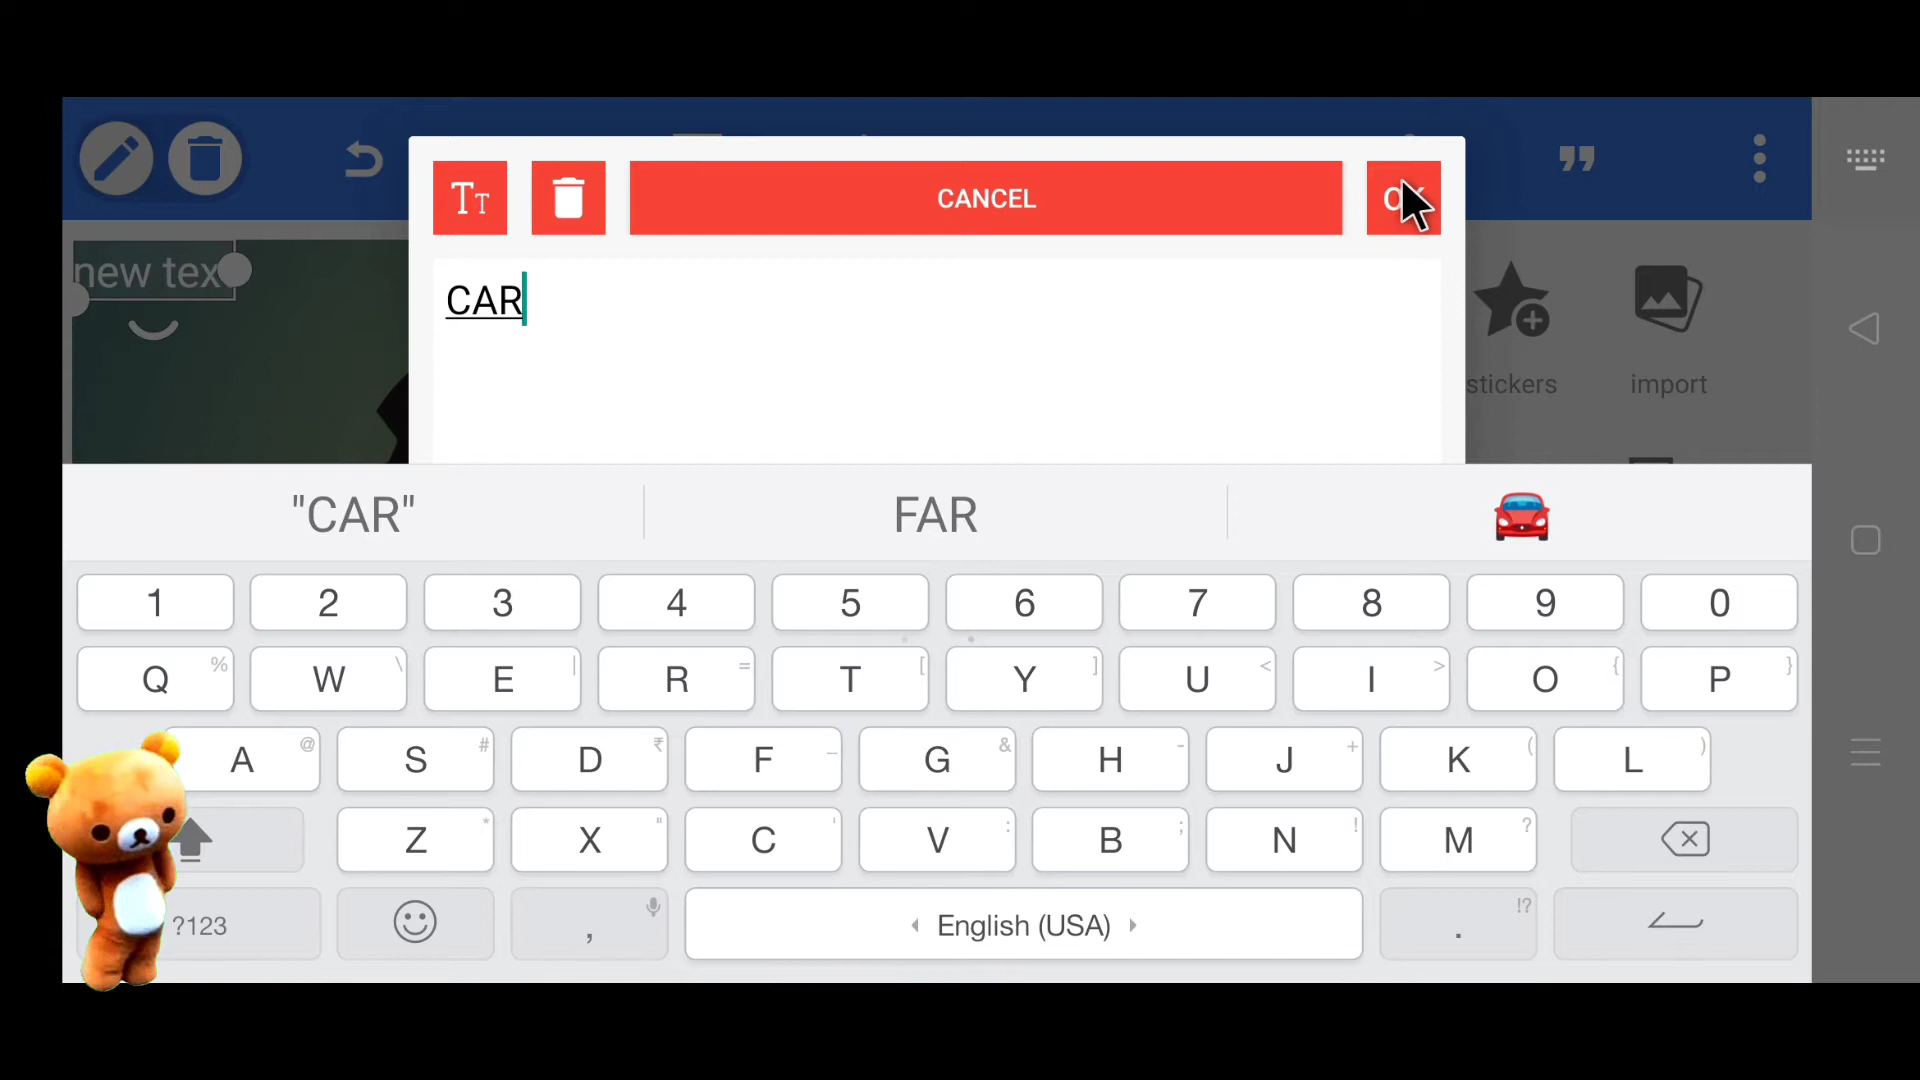 Tт
CANCEL
new tex
CAR
stickers
import
"CAR"
FAR
1 2 3 4 5 6 7 8 9 0
Q % W \ E | R = T [ Y ] U < I > O { P }
A @ S # D ₹ F _ G & H - J + K ( L )
Z * X " C ' V : B ; N ! M ?
?123 , English (USA) . !?